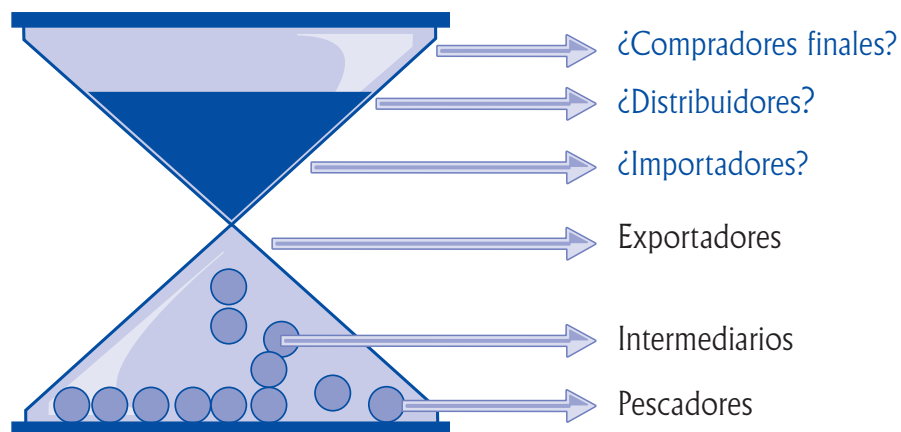 ¿Compradores finales?
¿Distribuidores?
¿Importadores?
Exportadores
Intermediarios
Pescadores